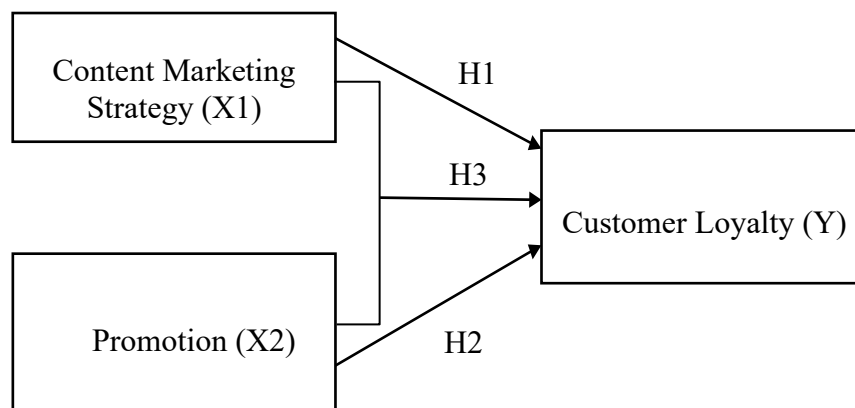 Content Marketing
Strategy (X1)
H1
H3
Customer Loyalty (Y)
Promotion (X2)
H2